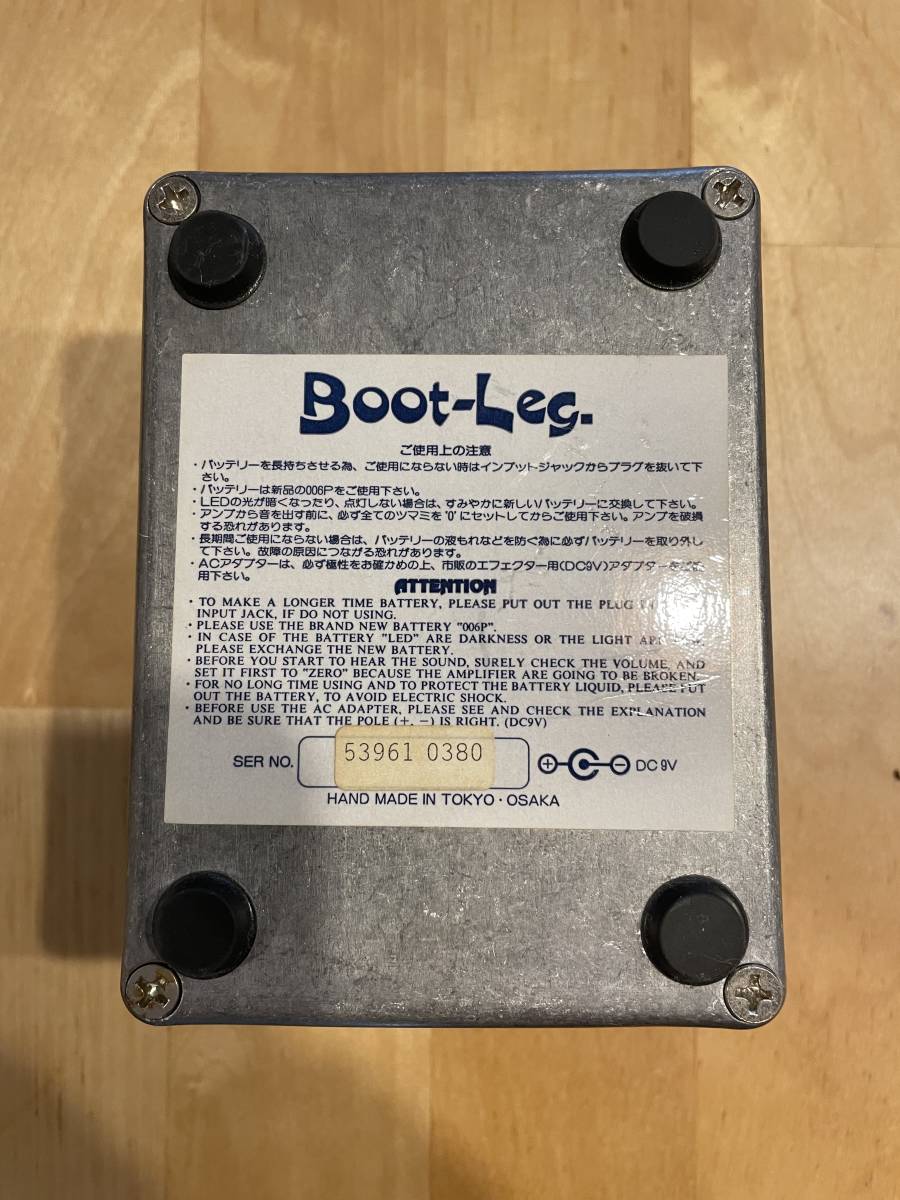 Boot-Leg.
ご使用上の注意
・バッテリーを長持ちさせる為、ご使用にならない時はインプットジャックからプラグを抜いて下
さい。
・バッテリーは新品の006Pをご使用下さい。
・LEDの光が暗くなったり、点灯しない場合は、すみやかに新しいバッテリーに交換して下さい。
・アンプから音を出す前に、必ず全てのツマミを"0"にセットしてからご使用下さい。アンプを破損
する恐れがあります。
・長期間ご使用にならない場合は、バッテリーの液もれなどを防ぐ為に必ずバッテリーを取り外し
て下さい。故障の原因につながる恐れがあります。
・ACアダプターは、必ず極性をお確かめの上、市販のエフェクター用(DC9V)アダプターを
用下さい。
ATTENTION
・TO MAKE A LONGER TIME BATTERY, PLEASE PUT OUT THE PLUG
INPUT JACK, IF DO NOT USING.
・PLEASE USE THE BRAND NEW BATTERY "006P".
・IN CASE OF THE BATTERY "LED" ARE DARKNESS OR THE LIGHT
PLEASE EXCHANGE THE NEW BATTERY.
・BEFORE YOU START TO HEAR THE SOUND, SURELY CHECK THE VOLUME, AND
SET IT FIRST TO "ZERO" BECAUSE THE AMPLIFIER ARE GOING TO BE BROKEN.
・FOR NO LONG TIME USING AND TO PROTECT THE BATTERY LIQUID, PLEASE PUT
OUT THE BATTERY, TO AVOID ELECTRIC SHOCK.
・BEFORE USE THE AC ADAPTER, PLEASE SEE AND CHECK THE EXPLANATION
AND BE SURE THAT THE POLE (+, −) IS RIGHT. (DC9V)
SER NO. 53961 0380 + − DC 9V
HAND MADE IN TOKYO・OSAKA